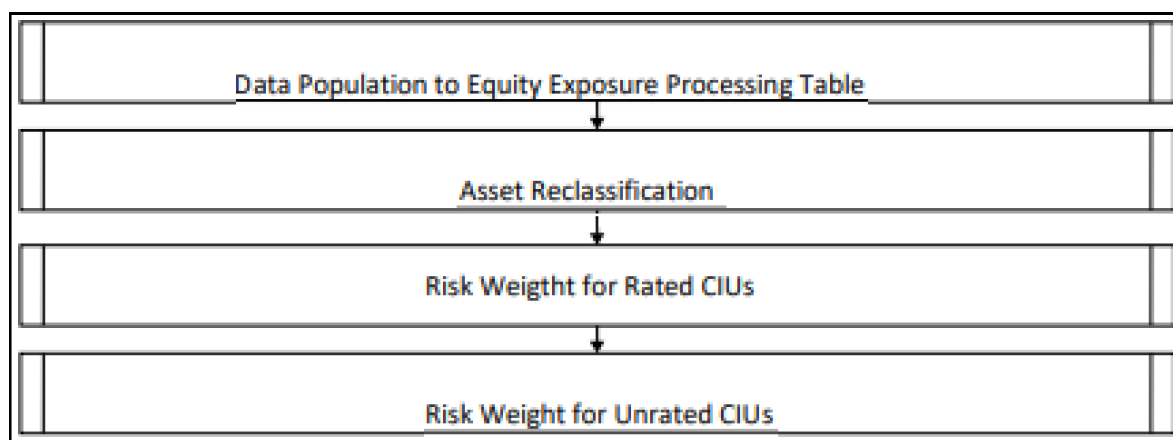 Data Population to Equity Exposure Processing Table
Asset Reclassification
Risk Weigtht for Rated CIUs
Risk Weight for Unrated CIUs